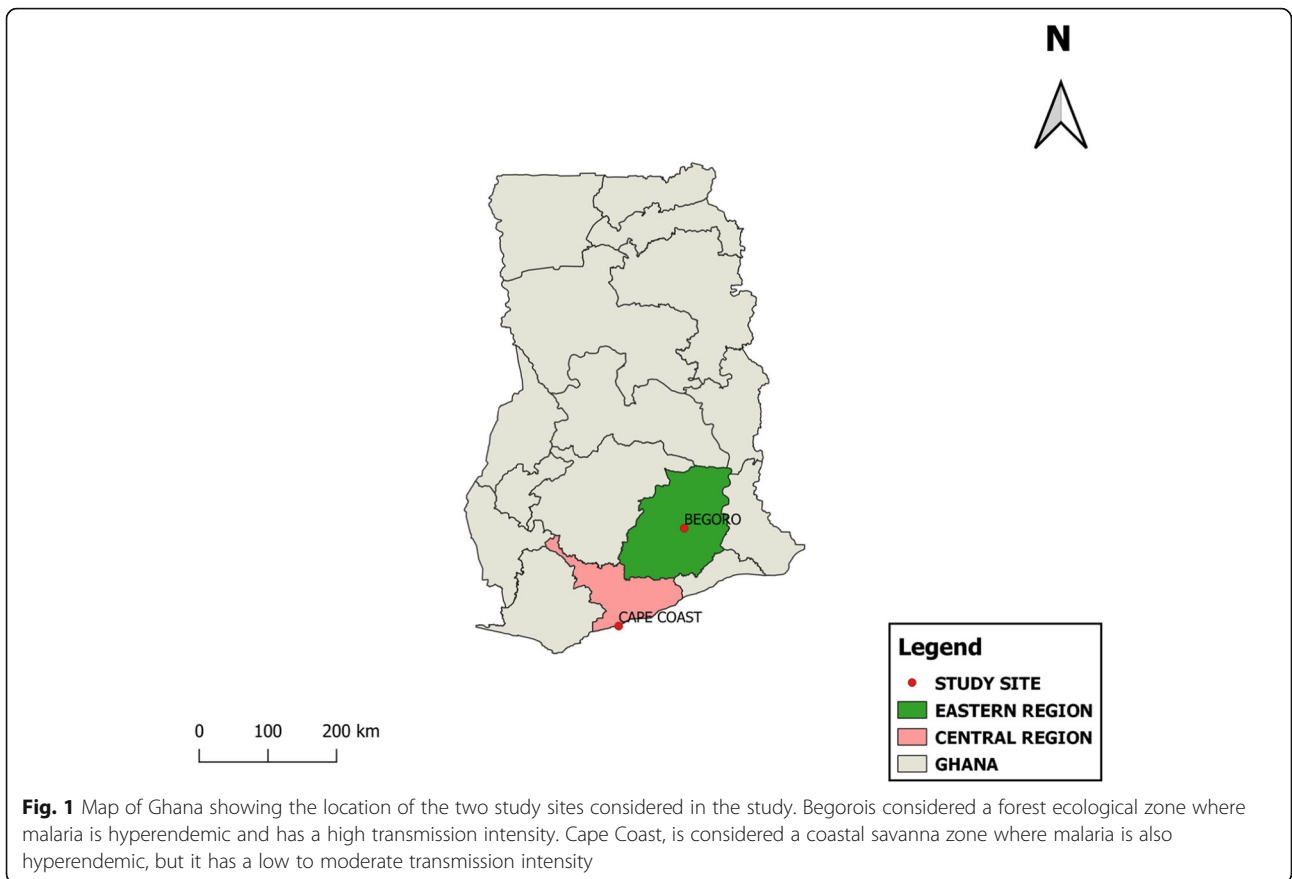 N
BEGORO
CAPE COAST
0 100 200 km
Legend
STUDY SITE
EASTERN REGION
CENTRAL REGION
GHANA
Fig. 1 Map of Ghana showing the location of the two study sites considered in the study. Begorois considered a forest ecological zone where
malaria is hyperendemic and has a high transmission intensity. Cape Coast, is considered a coastal savanna zone where malaria is also
hyperendemic, but it has a low to moderate transmission intensity